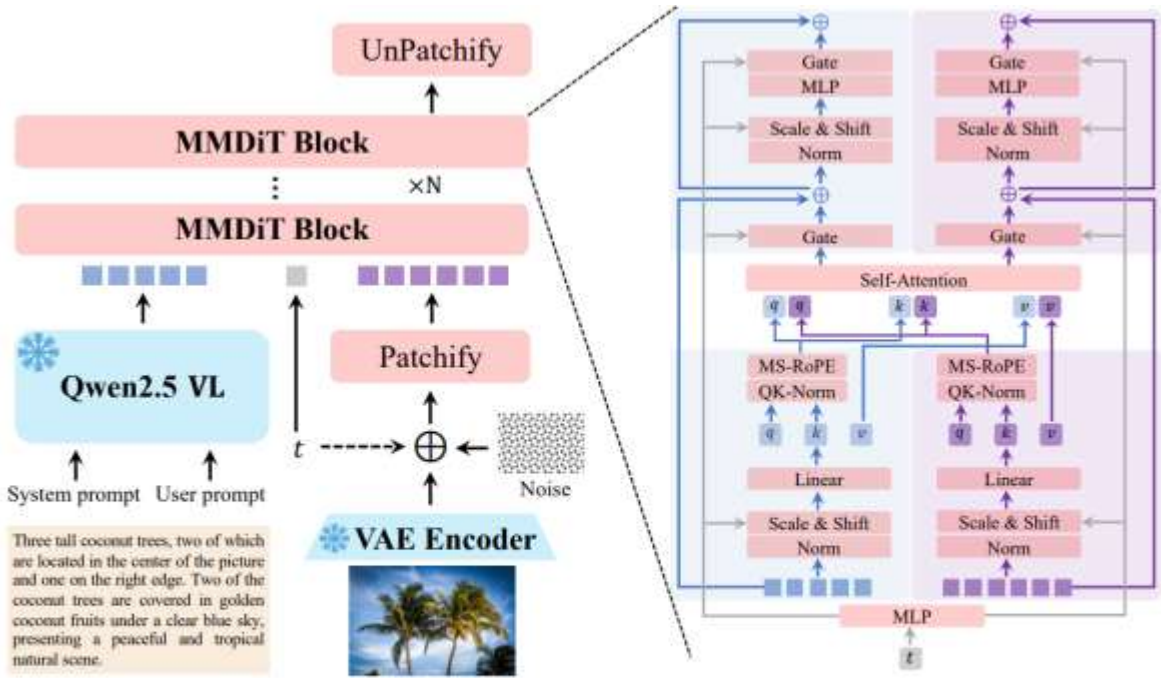 UnPatchify
MMDiT Block
⋮ ×N
MMDiT Block
Qwen2.5 VL
Patchify
t
Noise
System prompt User prompt
VAE Encoder
Three tall coconut trees, two of which
are located in the center of the picture
and one on the right edge. Two of the
coconut trees are covered in golden
coconut fruits under a clear blue sky,
presenting a peaceful and tropical
natural scene.
Gate Gate
MLP MLP
Scale & Shift Scale & Shift
Norm Norm
Gate Gate
Self-Attention
q q k k v v
MS-RoPE MS-RoPE
QK-Norm QK-Norm
q k v q k v
Linear Linear
Scale & Shift Scale & Shift
Norm Norm
MLP
t